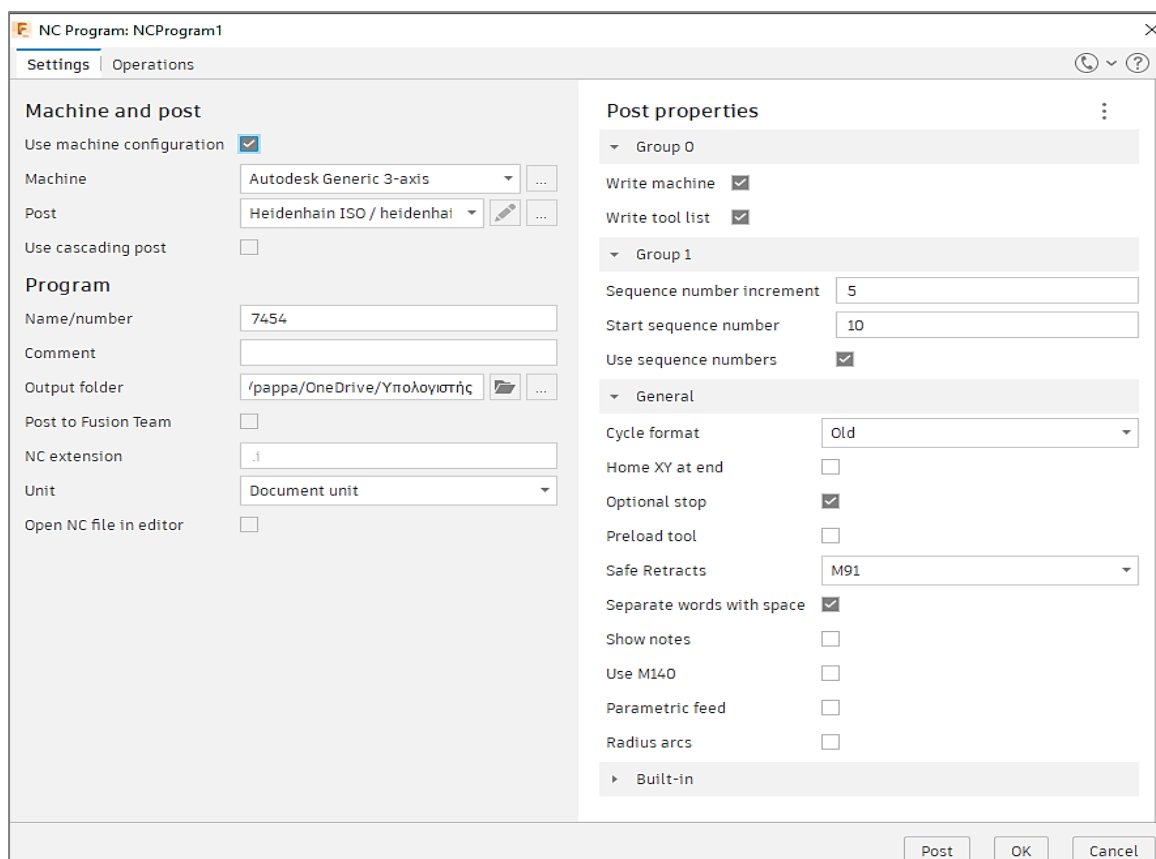 NC Program: NCProgram1
Settings | Operations
Machine and post
Use machine configuration
Machine Autodesk Generic 3-axis ...
Post Heidenhain ISO / heidenhai ...
Use cascading post
Program
Name/number 7454
Comment
Output folder /pappa/OneDrive/Υπολογιστής ...
Post to Fusion Team
NC extension .i
Unit Document unit
Open NC file in editor
Post properties
Group 0
Write machine
Write tool list
Group 1
Sequence number increment 5
Start sequence number 10
Use sequence numbers
General
Cycle format Old
Home XY at end
Optional stop
Preload tool
Safe Retracts M91
Separate words with space
Show notes
Use M140
Parametric feed
Radius arcs
Built-in
Post OK Cancel